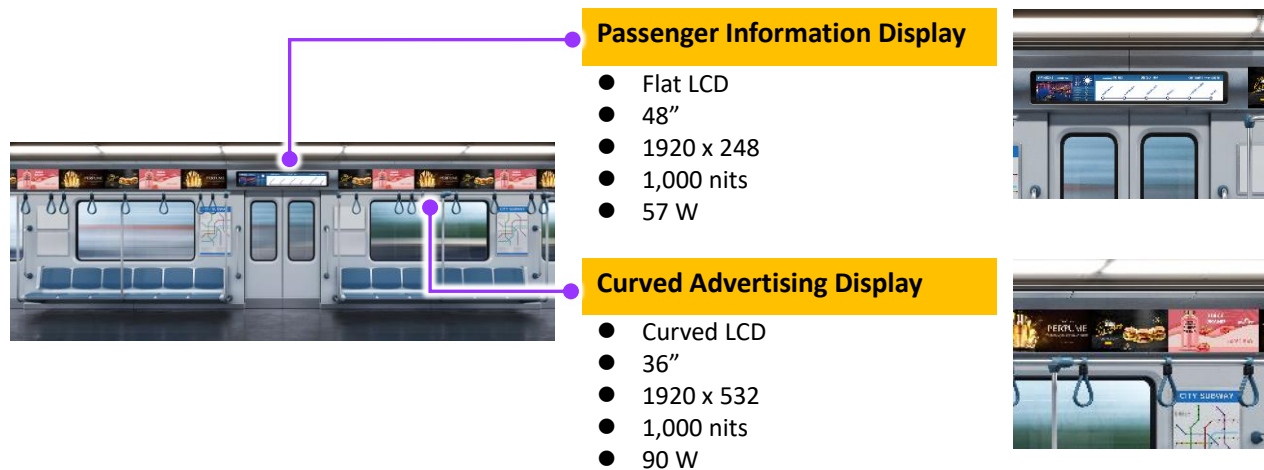 Passenger Information Display
● Flat LCD
● 48”
● 1920 x 248
● 1,000 nits
● 57 W
Curved Advertising Display
● Curved LCD
● 36”
● 1920 x 532
● 1,000 nits
● 90 W
PERFUME
CITY SUBWAY